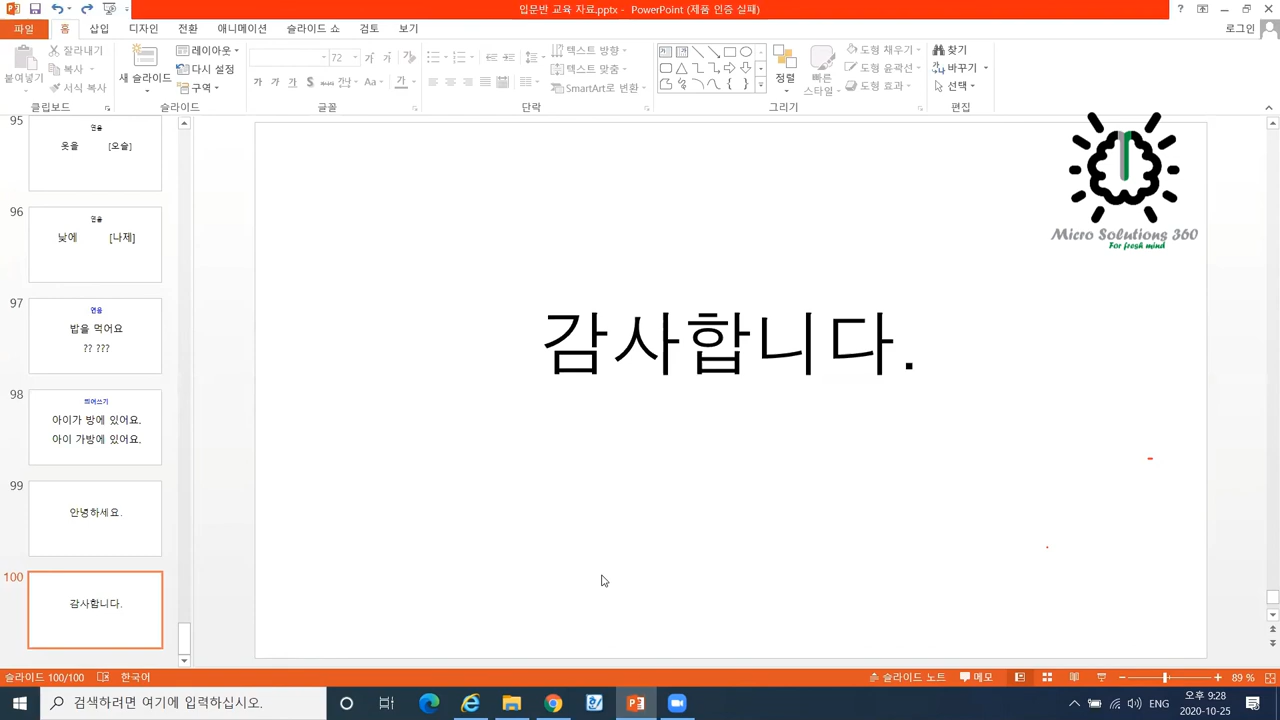 입문반 교육 자료.pptx - PowerPoint (제품 인증 실패)
로그인
파일 홈 삽입 디자인 전환 애니메이션 슬라이드 쇼 검토 보기
붙여넣기
잘라내기
복사
서식 복사
클립보드
새 슬라이드
레이아웃
다시 설정
구역
슬라이드
72
글꼴
텍스트 방향
텍스트 맞춤
SmartArt로 변환
단락
정렬
빠른 스타일
도형 채우기
도형 윤곽선
도형 효과
그리기
찾기
바꾸기
선택
편집
95
연음
옷을 [오슬]
96
연음
낮에 [나제]
97
연음
밥을 먹어요
?? ???
98
띄어쓰기
아이가 방에 있어요.
아이 가방에 있어요.
99
안녕하세요.
100
감사합니다.
Micro Solutions 360
For fresh mind
감사합니다.
슬라이드 100/100 한국어
슬라이드 노트 메모 89 %
검색하려면 여기에 입력하십시오.
ENG
오후 9:28
2020-10-25